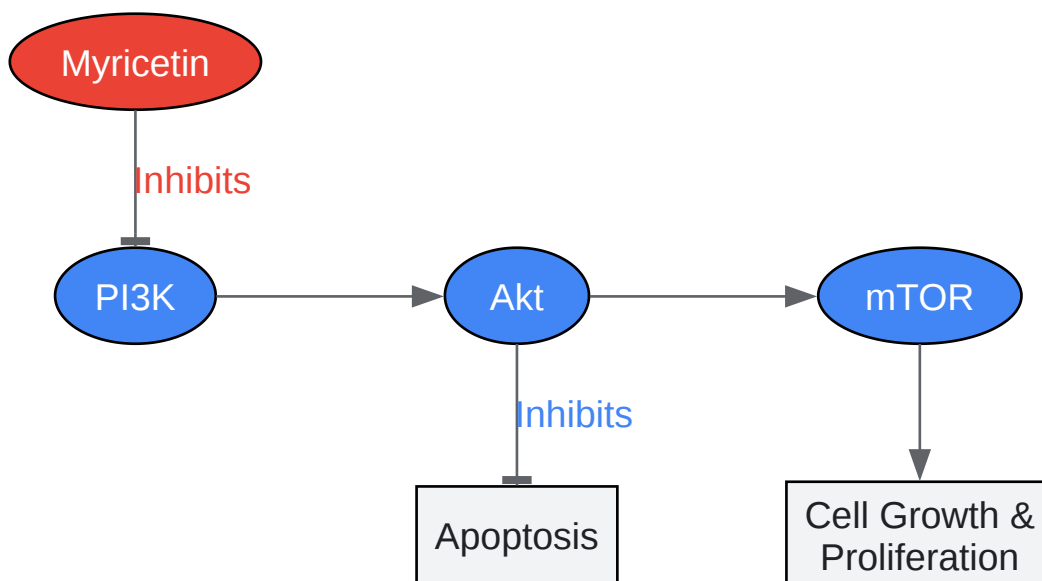 Myricetin
Inhibits
PI3K
Akt
mTOR
Inhibits
Apoptosis
Cell Growth &
Proliferation